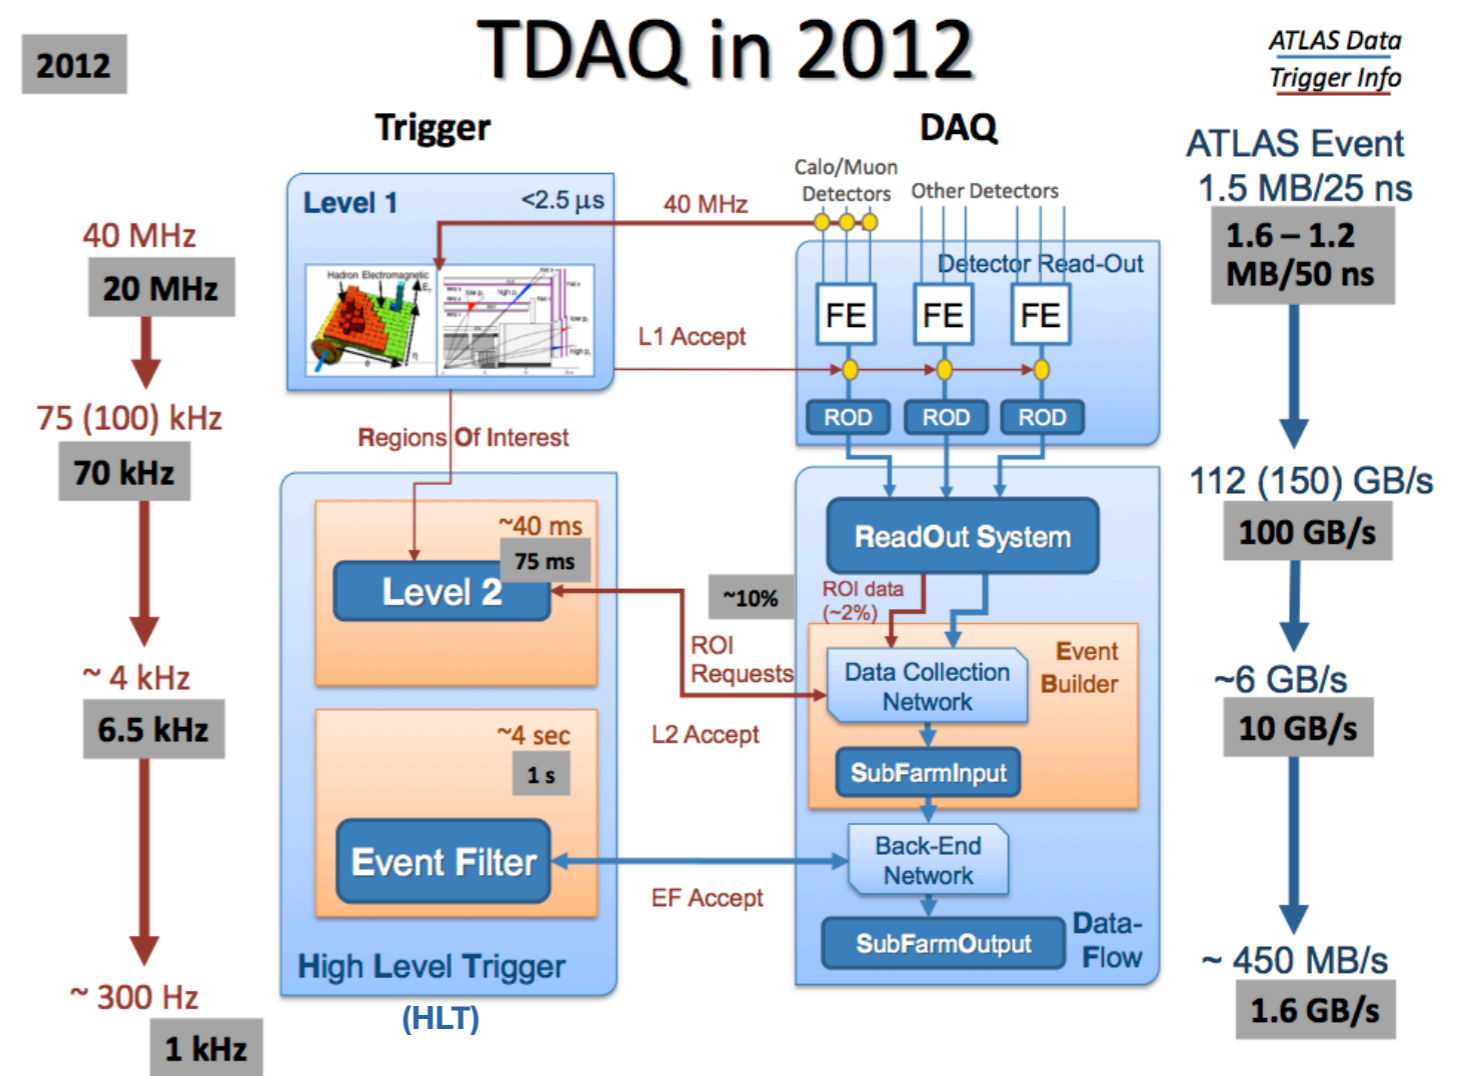 TDAQ in 2012
2012
ATLAS Data
Trigger Info
Trigger
DAQ
ATLAS Event
1.5 MB/25 ns
1.6 – 1.2
MB/50 ns
Calo/Muon
Detectors
Other Detectors
Level 1
<2.5 μs
40 MHz
40 MHz
20 MHz
Detector Read-Out
Hadron Electromagnetic
FE
FE
FE
L1 Accept
75 (100) kHz
70 kHz
ROD
ROD
ROD
Regions Of Interest
112 (150) GB/s
100 GB/s
~40 ms
75 ms
Level 2
ReadOut System
~10%
ROI data
(~2%)
ROI
Requests
Event
Builder
Data Collection
Network
~ 4 kHz
6.5 kHz
~6 GB/s
10 GB/s
L2 Accept
~4 sec
1 s
SubFarmInput
Event Filter
Back-End
Network
EF Accept
SubFarmOutput
Data-
Flow
High Level Trigger
(HLT)
~ 300 Hz
1 kHz
~ 450 MB/s
1.6 GB/s